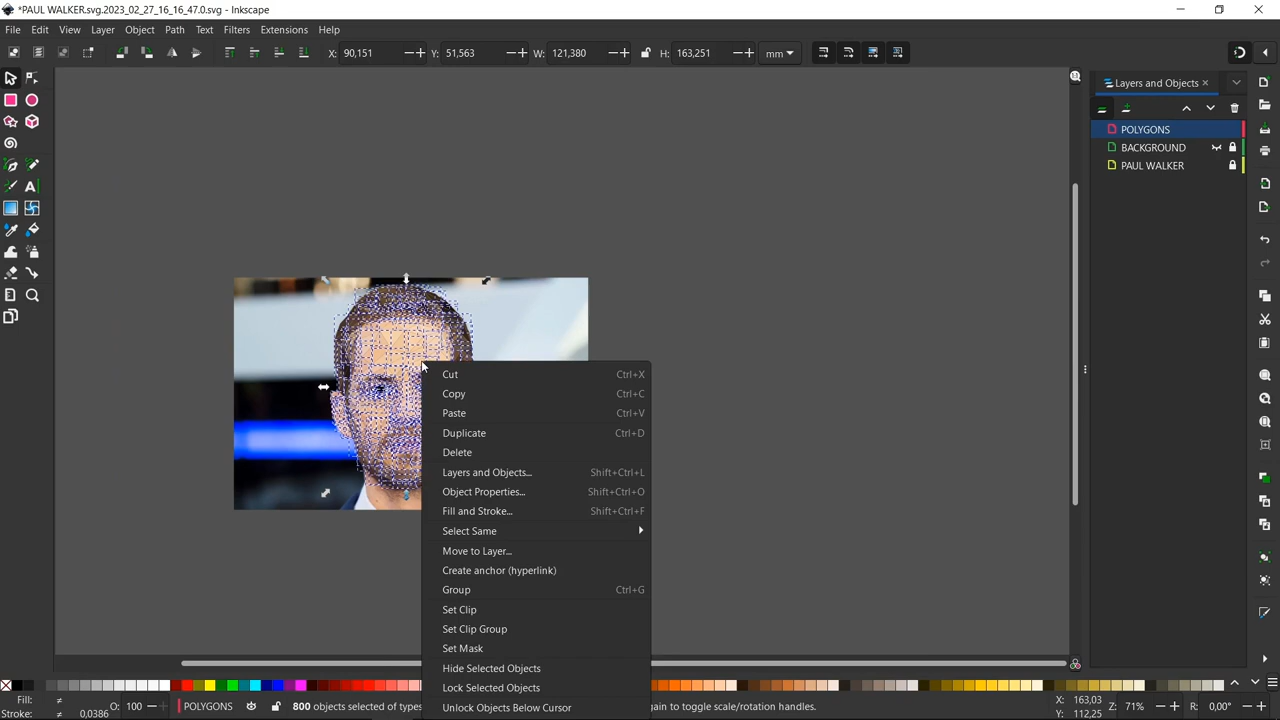 *PAUL WALKER.svg.2023_02_27_16_16_47.0.svg - Inkscape
File Edit View Layer Object Path Text Filters Extensions Help
X: 90,151 Y: 51,563 W: 121,380 H: 163,251 mm
Layers and Objects
POLYGONS
BACKGROUND
PAUL WALKER
Cut Ctrl+X
Copy Ctrl+C
Paste Ctrl+V
Duplicate Ctrl+D
Delete
Layers and Objects... Shift+Ctrl+L
Object Properties... Shift+Ctrl+O
Fill and Stroke... Shift+Ctrl+F
Select Same
Move to Layer...
Create anchor (hyperlink)
Group Ctrl+G
Set Clip
Set Clip Group
Set Mask
Hide Selected Objects
Lock Selected Objects
Unlock Objects Below Cursor
Fill: ≠
Stroke: ≠ 0,0386
O: 100 POLYGONS 800 objects selected of types gain to toggle scale/rotation handles.
X: 163,03
Y: 112,25
Z: 71% R: 0,00°